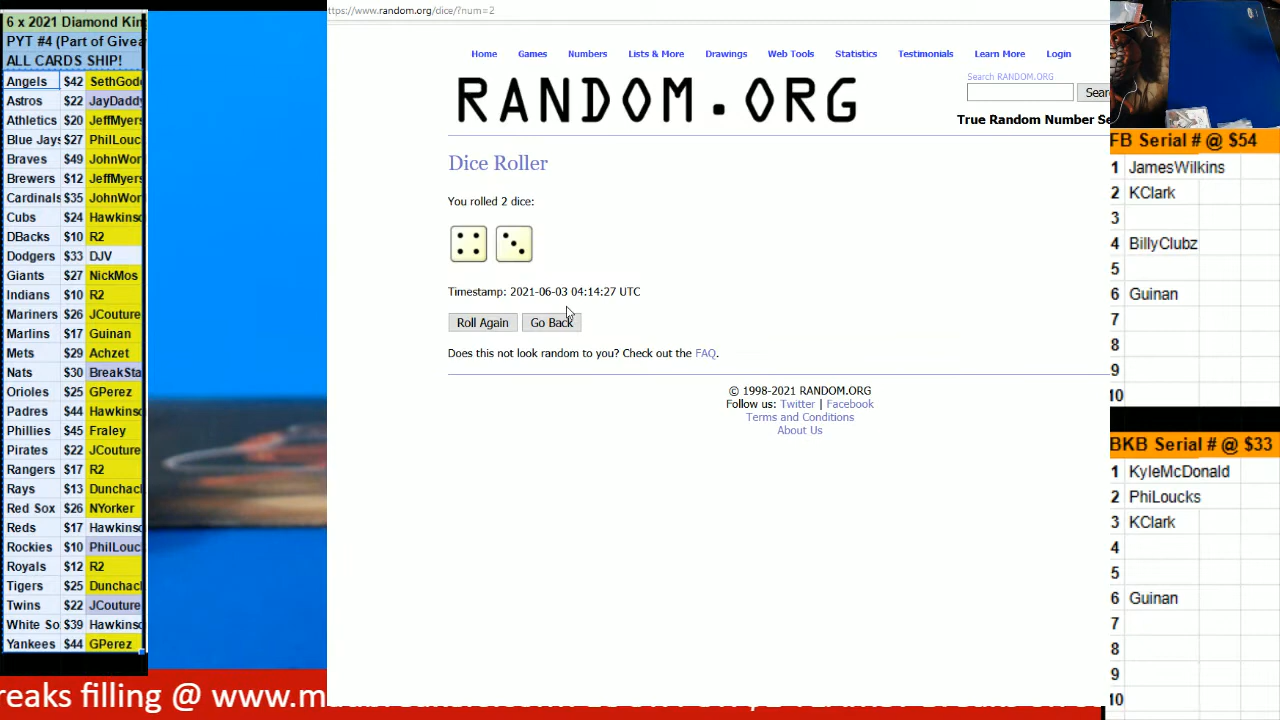 6 x 2021 Diamond Kin
PYT #4 (Part of Givea
ALL CARDS SHIP!
Angels $42 SethGod
Astros $22 JayDaddy
Athletics $20 JeffMyers
Blue Jays $27 PhilLouc
Braves $49 JohnWor
Brewers $12 JeffMyers
Cardinals $35 JohnWor
Cubs $24 Hawkinso
DBacks $10 R2
Dodgers $33 DJV
Giants $27 NickMos
Indians $10 R2
Mariners $26 JCouture
Marlins $17 Guinan
Mets $29 Achzet
Nats $30 BreakSta
Orioles $25 GPerez
Padres $44 Hawkinso
Phillies $45 Fraley
Pirates $22 JCouture
Rangers $17 R2
Rays $13 Dunchac
Red Sox $26 NYorker
Reds $17 Hawkinso
Rockies $10 PhilLouc
Royals $12 R2
Tigers $25 Dunchac
Twins $22 JCouture
White So $39 Hawkinso
Yankees $44 GPerez
ttps://www.random.org/dice/?num=2
Home Games Numbers Lists & More Drawings Web Tools Statistics Testimonials Learn More Login
RANDOM.ORG
Search RANDOM.ORG
Sear
True Random Number Se
Dice Roller
You rolled 2 dice:
Timestamp: 2021-06-03 04:14:27 UTC
Roll Again Go Back
Does this not look random to you? Check out the FAQ.
© 1998-2021 RANDOM.ORG
Follow us: Twitter | Facebook
Terms and Conditions
About Us
FB Serial # @ $54
1 JamesWilkins
2 KClark
3
4 BillyClubz
5
6 Guinan
7
8
9
10
BKB Serial # @ $33
1 KyleMcDonald
2 PhiLoucks
3 KClark
4
5
6 Guinan
7
8
9
10
reaks filling @ www.m